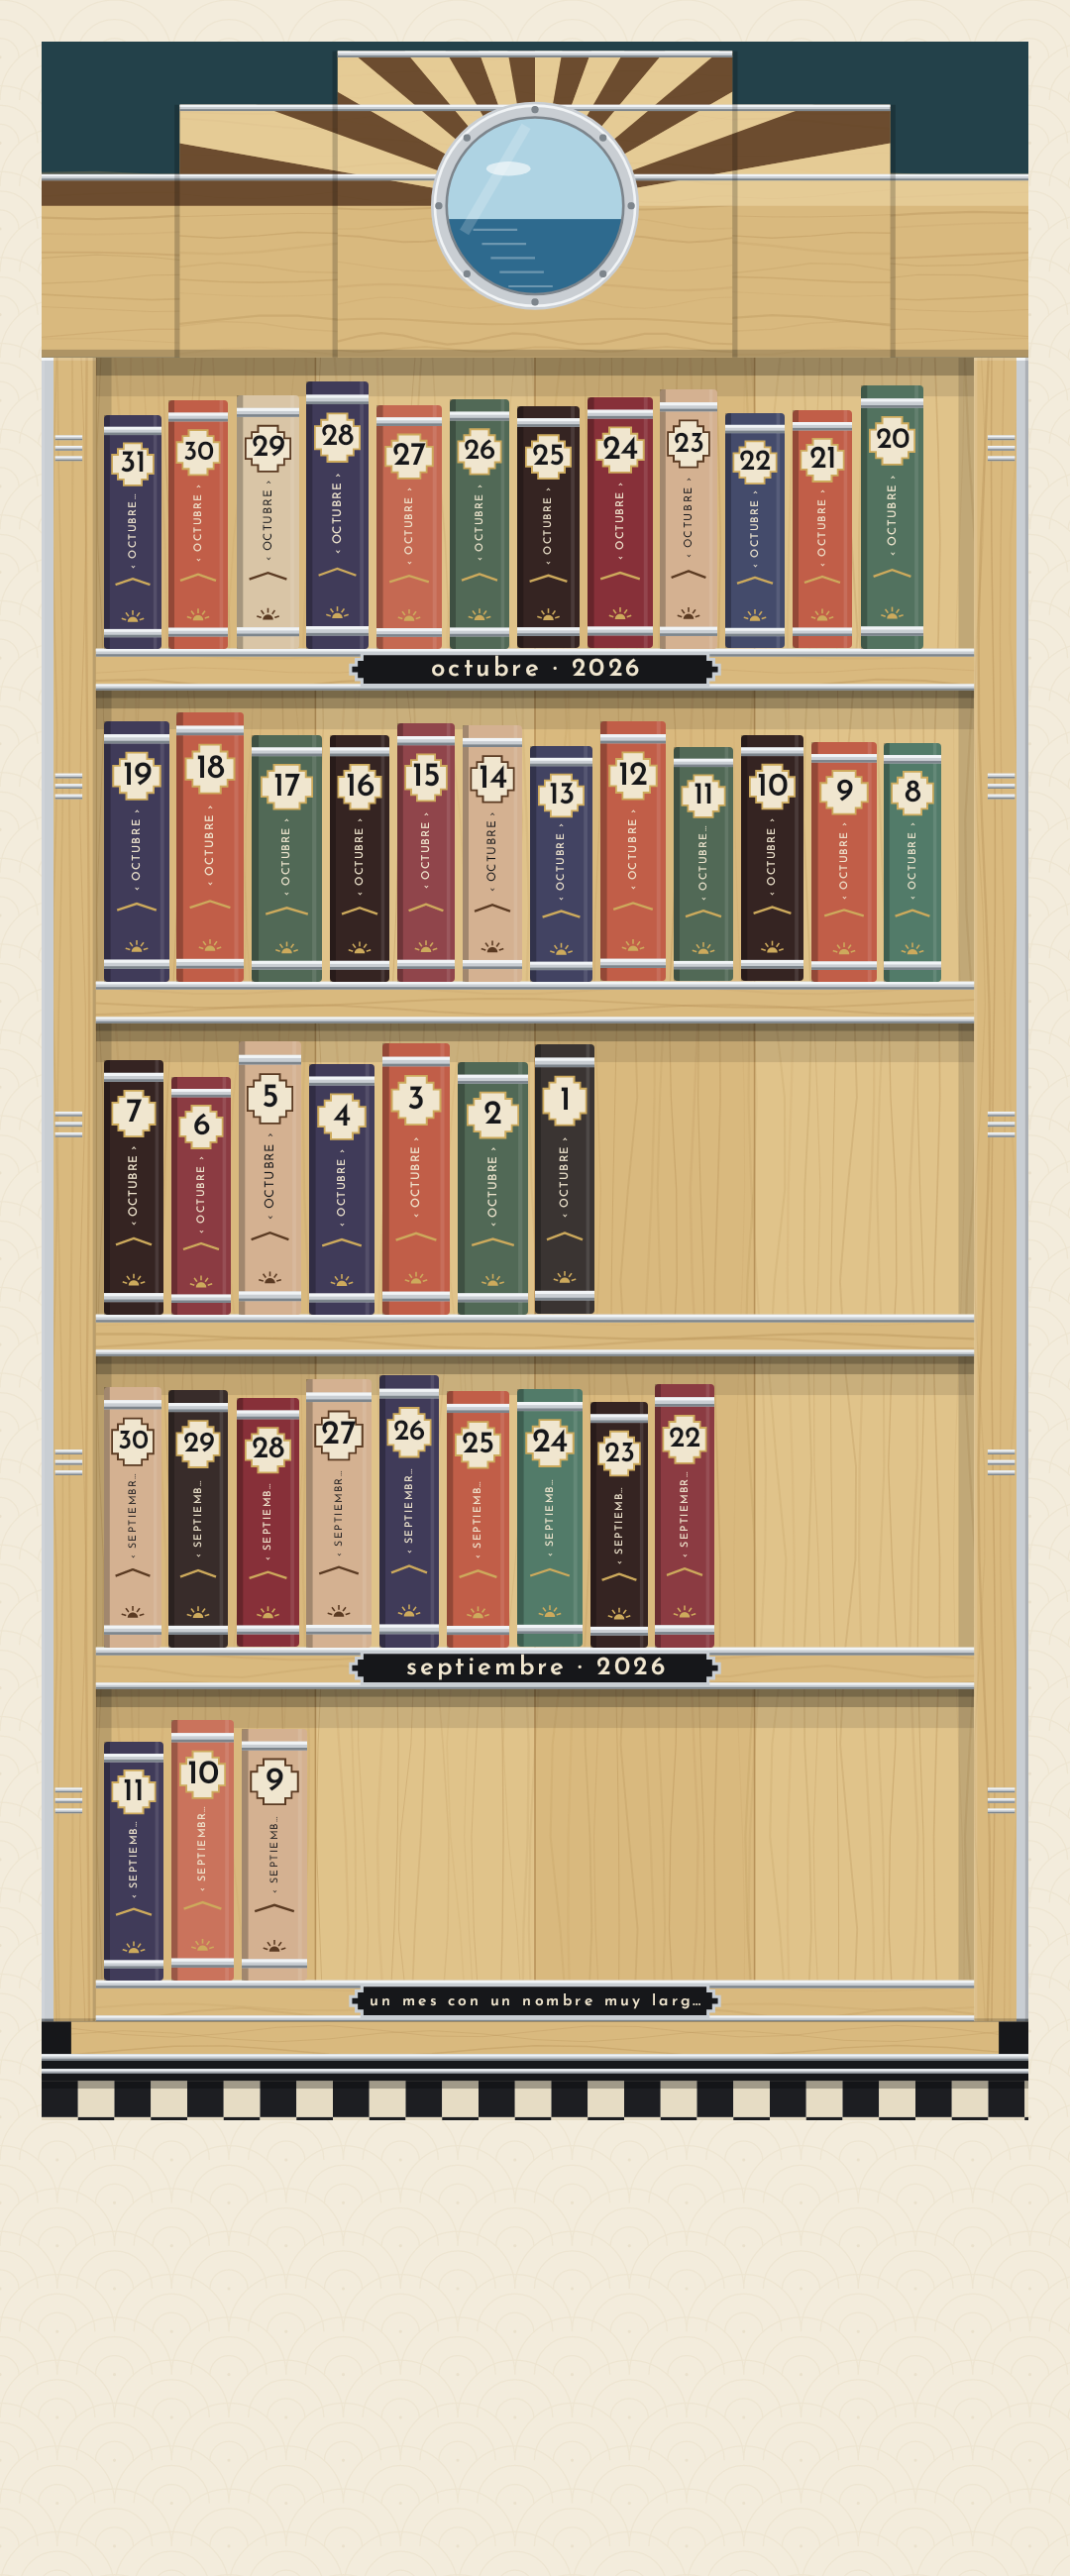 31 30 29 28 27 26 25 24 23 22 21 20
‹ OCTUBRE… ‹ OCTUBRE › ‹ OCTUBRE › ‹ OCTUBRE › ‹ OCTUBRE › ‹ OCTUBRE › ‹ OCTUBRE › ‹ OCTUBRE › ‹ OCTUBRE › ‹ OCTUBRE › ‹ OCTUBRE › ‹ OCTUBRE ›
octubre · 2026
19 18 17 16 15 14 13 12 11 10 9 8
‹ OCTUBRE › ‹ OCTUBRE › ‹ OCTUBRE › ‹ OCTUBRE › ‹ OCTUBRE › ‹ OCTUBRE › ‹ OCTUBRE › ‹ OCTUBRE › ‹ OCTUBRE… ‹ OCTUBRE › ‹ OCTUBRE › ‹ OCTUBRE ›
7 6 5 4 3 2 1
‹ OCTUBRE › ‹ OCTUBRE › ‹ OCTUBRE › ‹ OCTUBRE › ‹ OCTUBRE › ‹ OCTUBRE › ‹ OCTUBRE ›
30 29 28 27 26 25 24 23 22
‹ SEPTIEMBR… ‹ SEPTIEMB… ‹ SEPTIEMB… ‹ SEPTIEMBR… ‹ SEPTIEMBR… ‹ SEPTIEMB… ‹ SEPTIEMB… ‹ SEPTIEMB… ‹ SEPTIEMBR…
septiembre · 2026
11 10 9
‹ SEPTIEMB… ‹ SEPTIEMBR… ‹ SEPTIEMB…
un mes con un nombre muy larg…